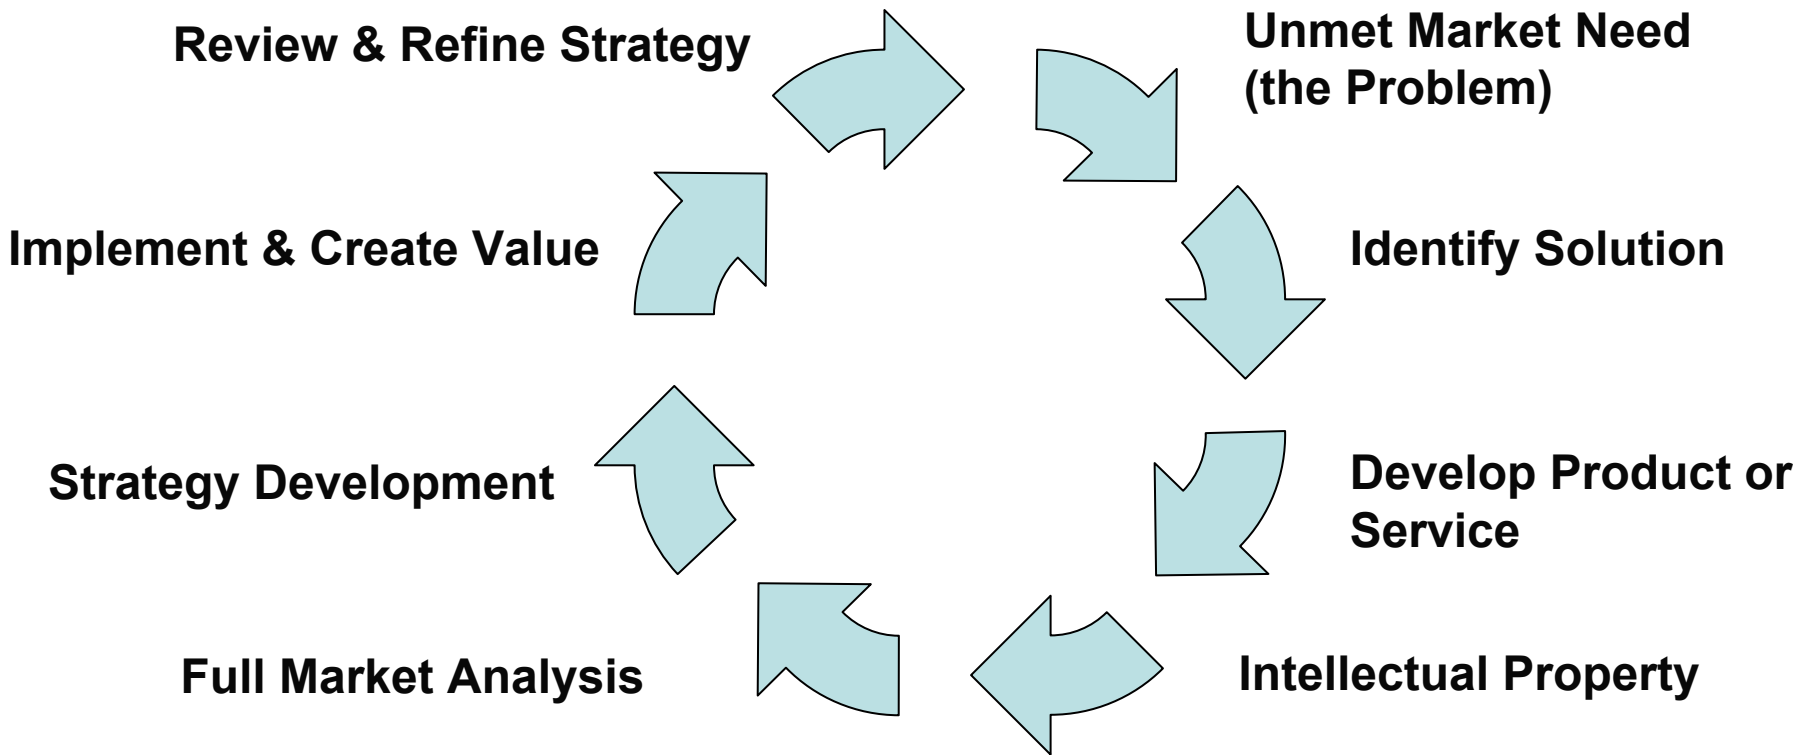 Review & Refine Strategy
Unmet Market Need
(the Problem)
Implement & Create Value
Identify Solution
Strategy Development
Develop Product or
Service
Full Market Analysis
Intellectual Property